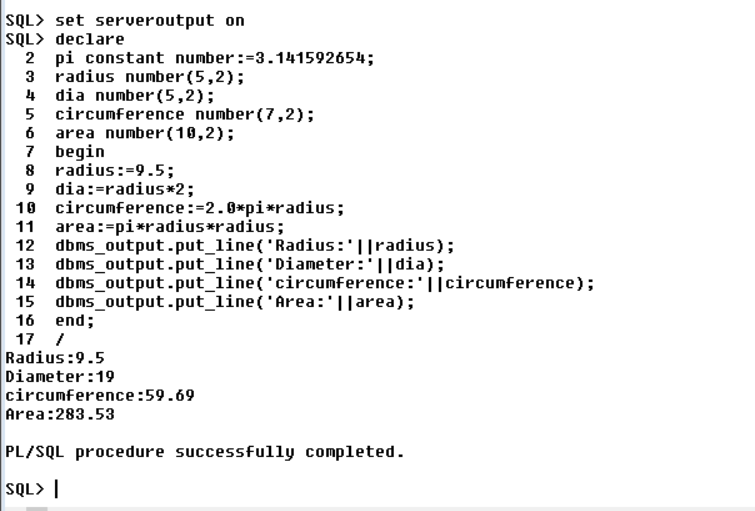 SQL> set serveroutput on
SQL> declare
  2  pi constant number:=3.141592654;
  3  radius number(5,2);
  4  dia number(5,2);
  5  circumference number(7,2);
  6  area number(10,2);
  7  begin
  8  radius:=9.5;
  9  dia:=radius*2;
 10  circumference:=2.0*pi*radius;
 11  area:=pi*radius*radius;
 12  dbms_output.put_line('Radius:'||radius);
 13  dbms_output.put_line('Diameter:'||dia);
 14  dbms_output.put_line('circumference:'||circumference);
 15  dbms_output.put_line('Area:'||area);
 16  end;
 17  /
Radius:9.5
Diameter:19
circumference:59.69
Area:283.53
PL/SQL procedure successfully completed.
SQL>